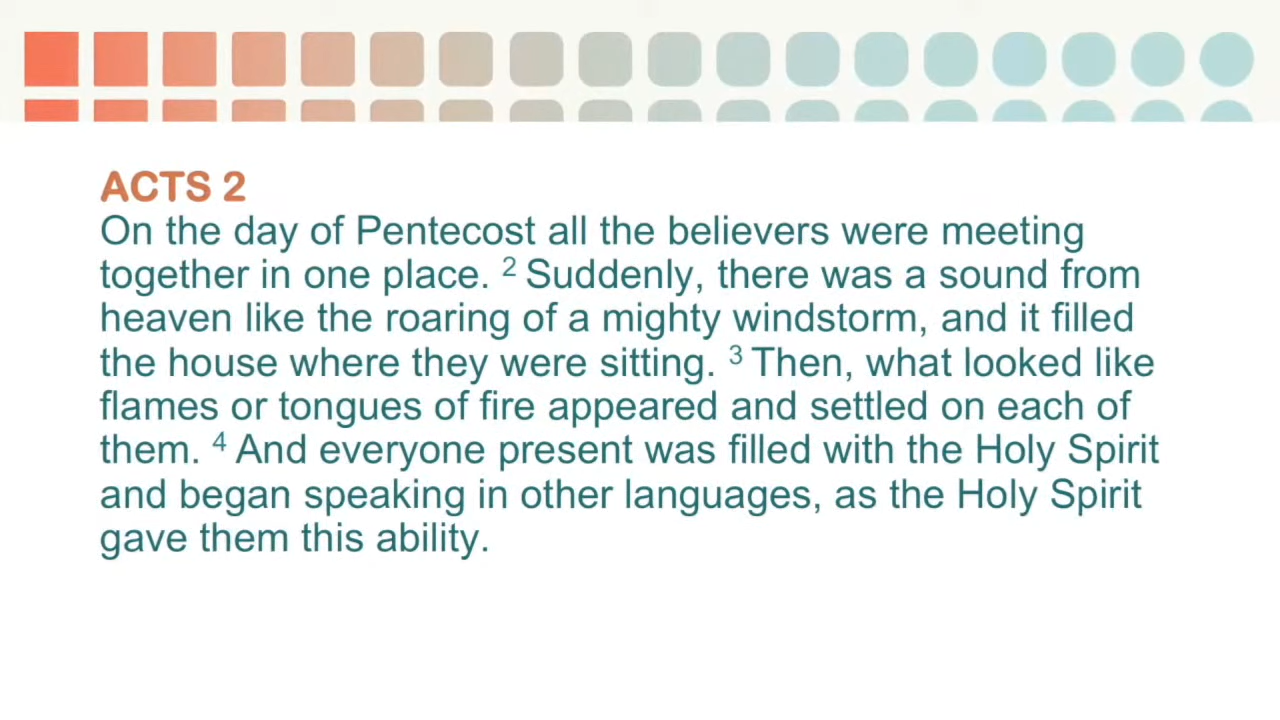 ACTS 2
On the day of Pentecost all the believers were meeting
together in one place. 2 Suddenly, there was a sound from
heaven like the roaring of a mighty windstorm, and it filled
the house where they were sitting. 3 Then, what looked like
flames or tongues of fire appeared and settled on each of
them. 4 And everyone present was filled with the Holy Spirit
and began speaking in other languages, as the Holy Spirit
gave them this ability.